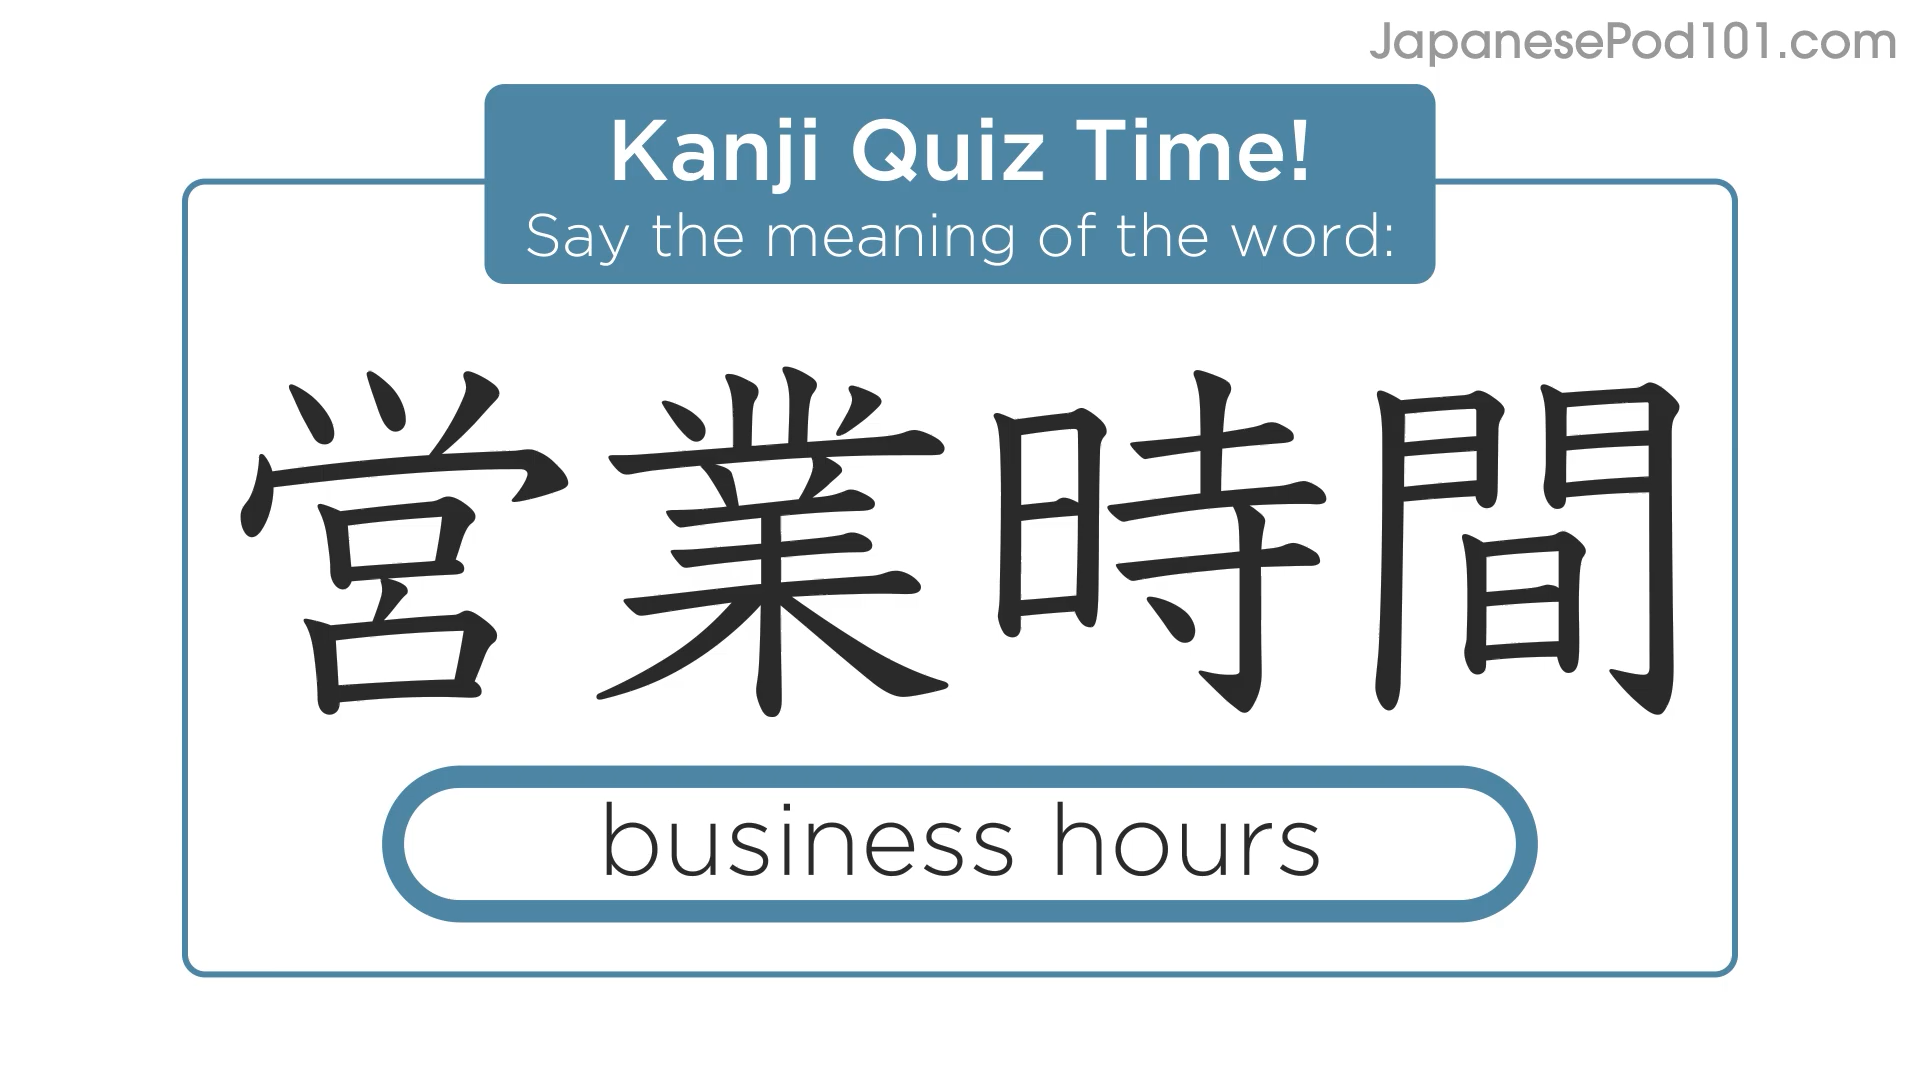 JapanesePod101.com
Kanji Quiz Time!
Say the meaning of the word:
営業時間
business hours